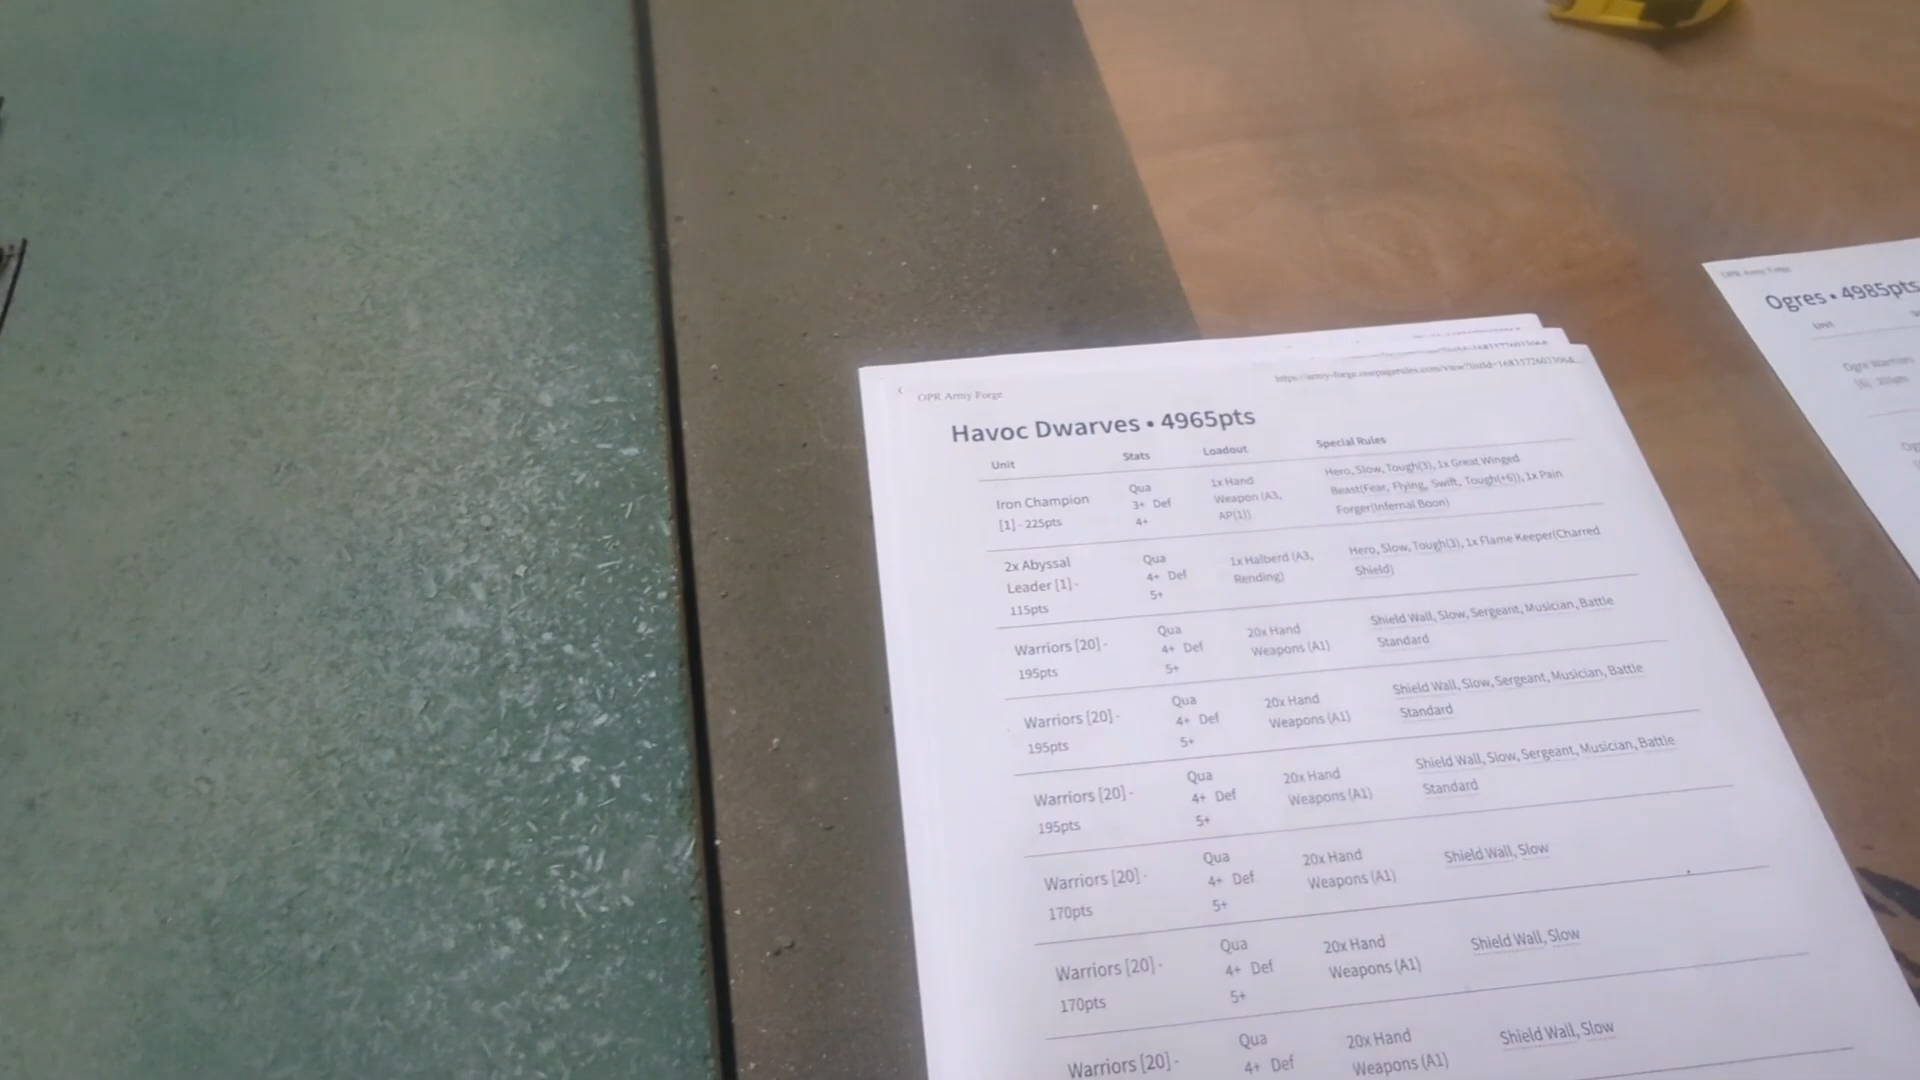 OPR Army Forge
Havoc Dwarves • 4965pts
Unit Stats Loadout Special Rules
Iron Champion
[1] - 225pts
Qua
3+ Def
4+
1x Hand
Weapon (A3,
AP(1))
Hero, Slow, Tough(3), 1x Great Winged
Beast(Fear, Flying, Swift, Tough(+6)), 1x Pain
Forger(Infernal Boon)
2x Abyssal
Leader [1] -
115pts
Qua
4+ Def
5+
1x Halberd (A3,
Rending)
Hero, Slow, Tough(3), 1x Flame Keeper(Charred
Shield)
Warriors [20] -
195pts
Qua
4+ Def
5+
20x Hand
Weapons (A1)
Shield Wall, Slow, Sergeant, Musician, Battle
Standard
Warriors [20] -
195pts
Qua
4+ Def
5+
20x Hand
Weapons (A1)
Shield Wall, Slow, Sergeant, Musician, Battle
Standard
Warriors [20] -
195pts
Qua
4+ Def
5+
20x Hand
Weapons (A1)
Shield Wall, Slow, Sergeant, Musician, Battle
Standard
Warriors [20] -
170pts
Qua
4+ Def
5+
20x Hand
Weapons (A1)
Shield Wall, Slow
Warriors [20] -
170pts
Qua
4+ Def
5+
20x Hand
Weapons (A1)
Shield Wall, Slow
Warriors [20] -
Qua
4+ Def
20x Hand
Weapons (A1)
Shield Wall, Slow
OPR Army Forge
Ogres • 4985pts
Unit
Ogre Warriors